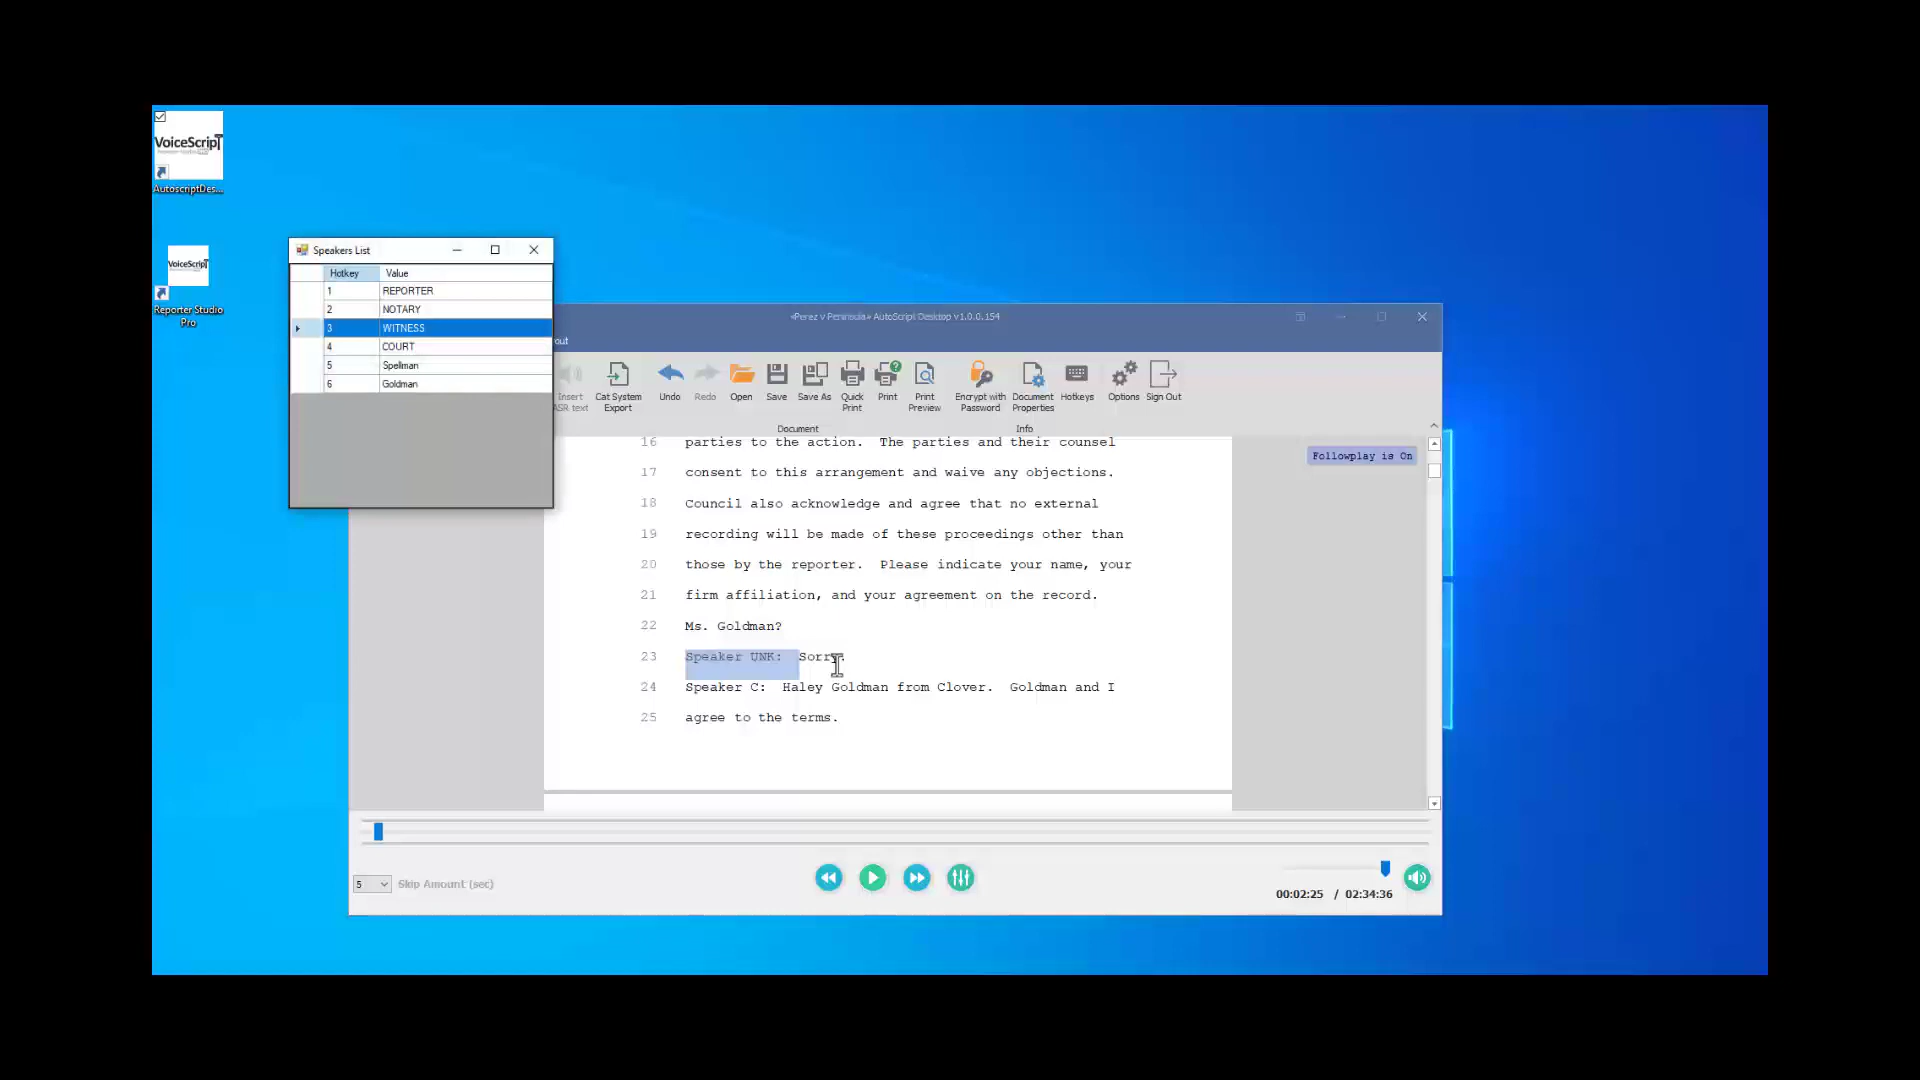 VoiceScript
AutoscriptDes...
VoiceScript
Reporter Studio
Pro
Speakers List
Hotkey Value
1 REPORTER
2 NOTARY
3 WITNESS
4 COURT
5 Spellman
6 Goldman
AutoScript Desktop v1.0.0.154
out
Insert
ASR text
Cat System
Export
Undo
Redo
Open
Save
Save As
Quick
Print
Print
Print
Preview
Encrypt with
Password
Document
Properties
Hotkeys
Options
Sign Out
Document
Info
Followplay is On
16 parties to the action. The parties and their counsel
17 consent to this arrangement and waive any objections.
18 Council also acknowledge and agree that no external
19 recording will be made of these proceedings other than
20 those by the reporter. Please indicate your name, your
21 firm affiliation, and your agreement on the record.
22 Ms. Goldman?
23 Speaker UNK: Sorry.
24 Speaker C: Haley Goldman from Clover. Goldman and I
25 agree to the terms.
5 Skip Amount (sec)
00:02:25 / 02:34:36